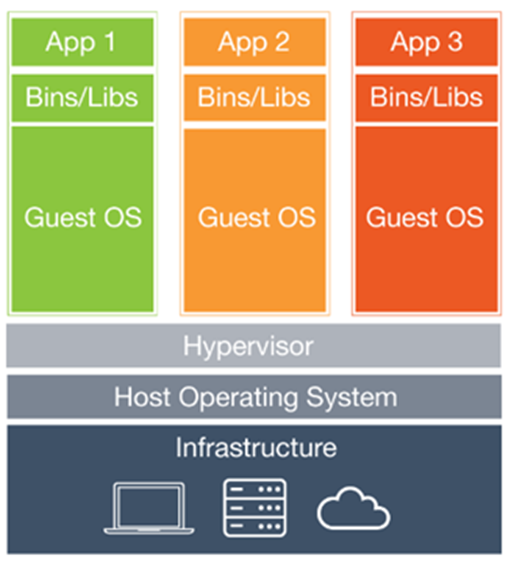 App 1
App 2
App 3
Bins/Libs
Bins/Libs
Bins/Libs
Guest OS
Guest OS
Guest OS
Hypervisor
Host Operating System
Infrastructure